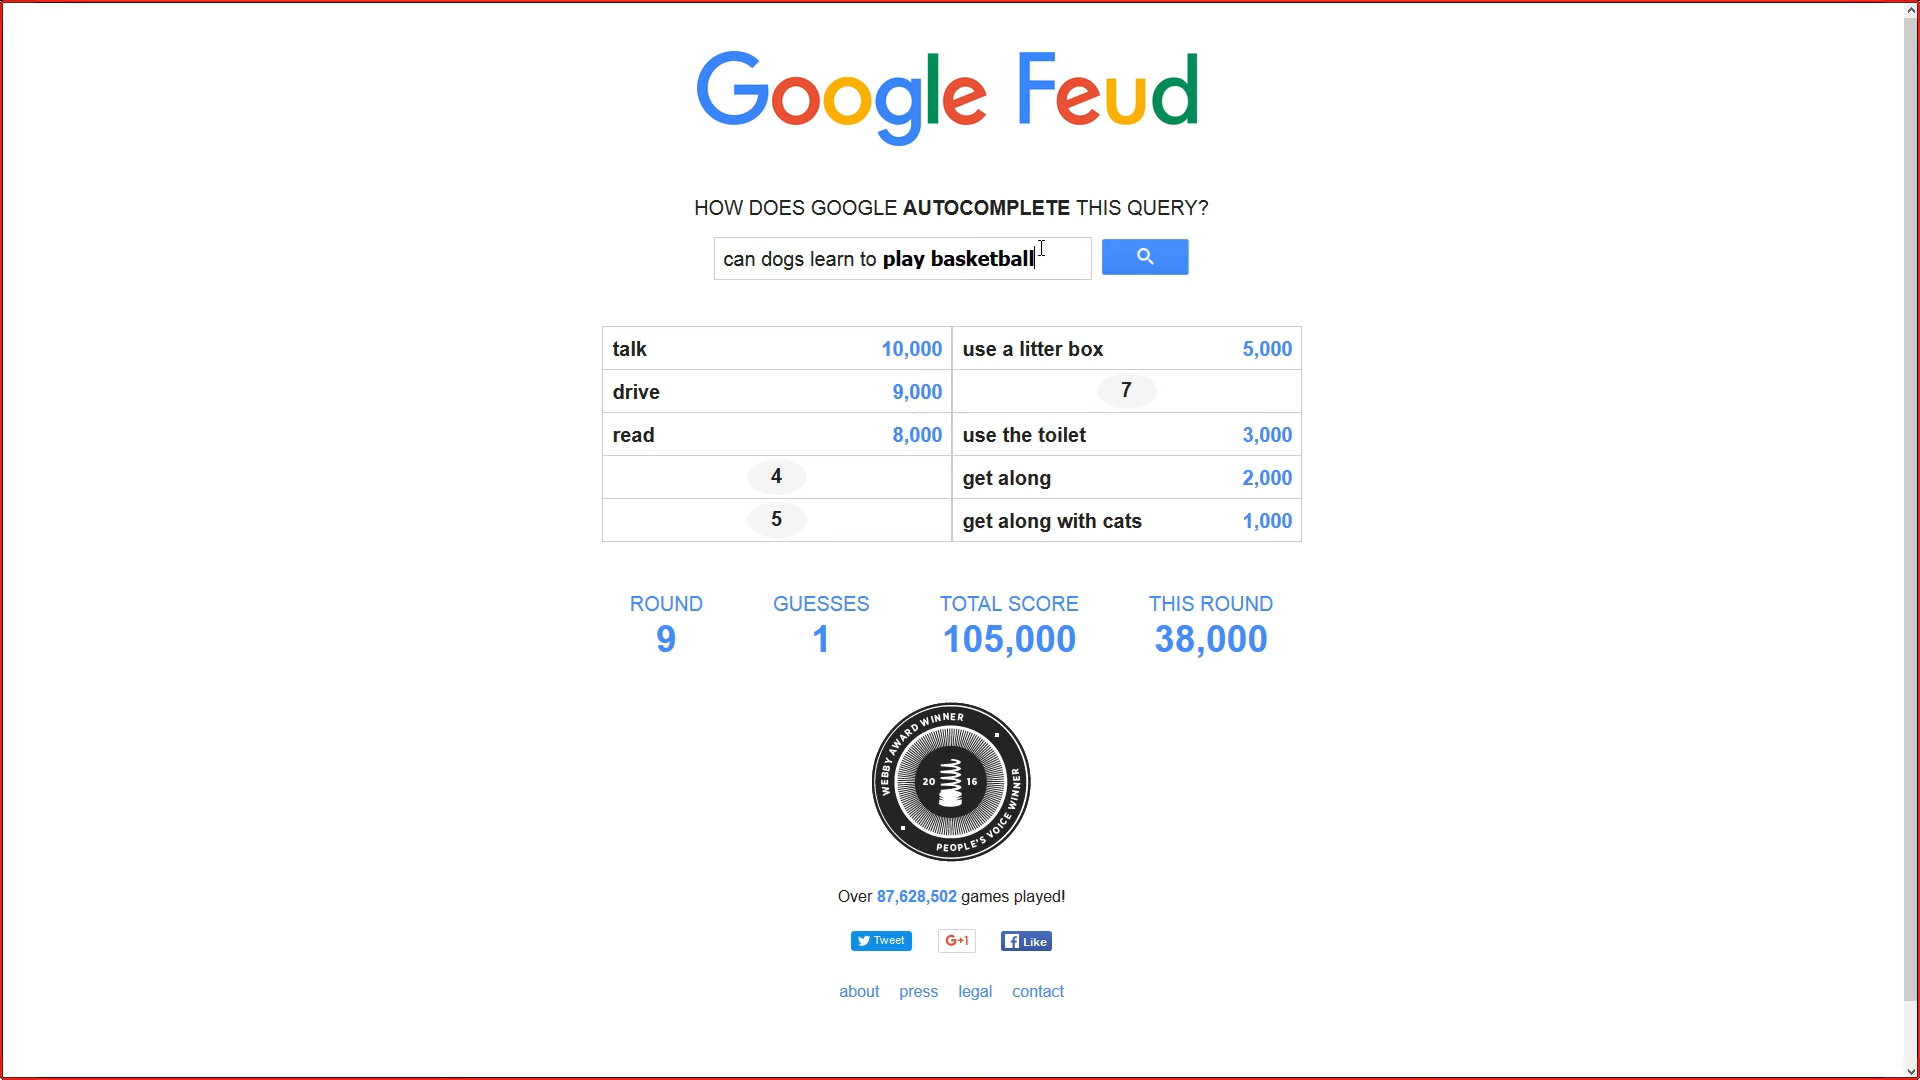 Google Feud
HOW DOES GOOGLE AUTOCOMPLETE THIS QUERY?
can dogs learn to play basketball
talk 10,000 use a litter box 5,000
drive 9,000 7
read 8,000 use the toilet 3,000
4 get along 2,000
5 get along with cats 1,000
ROUND GUESSES TOTAL SCORE THIS ROUND
9 1 105,000 38,000
WEBBY AWARD WINNER
20 16
PEOPLE'S VOICE WINNER
Over 87,628,502 games played!
Tweet G+1 Like
about press legal contact